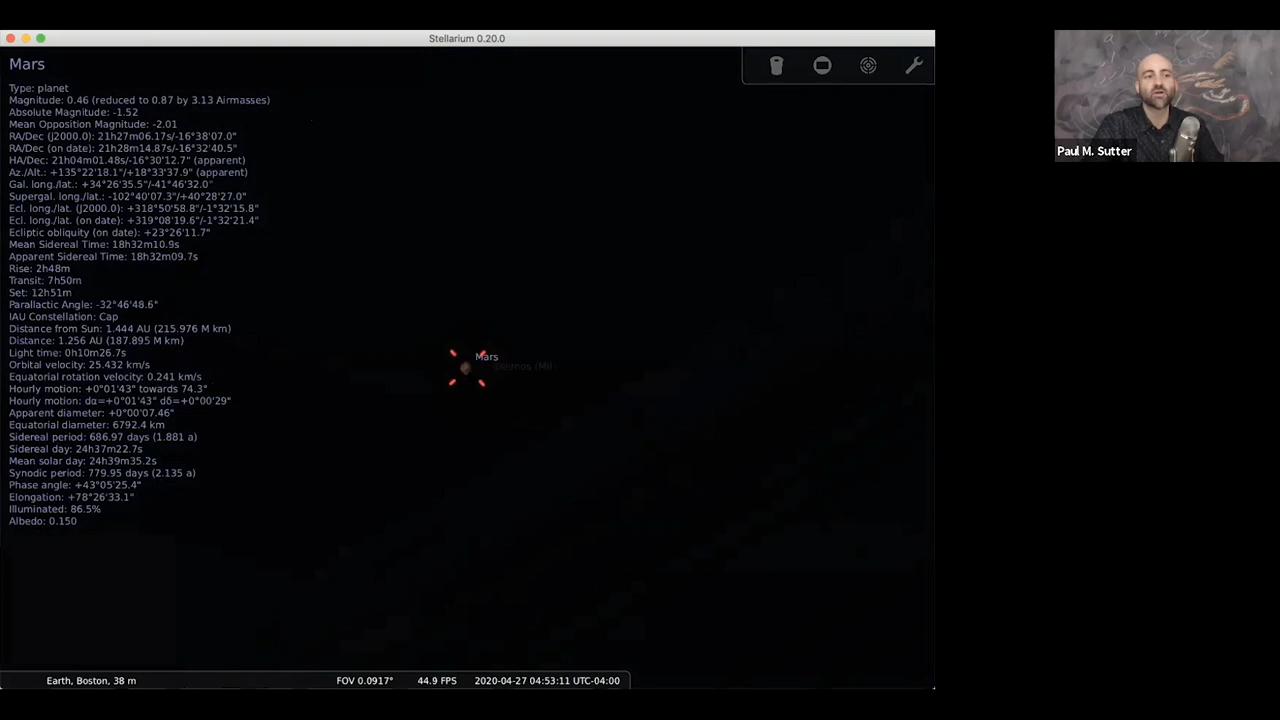 Stellarium 0.20.0
Mars
Type: planet
Magnitude: 0.46 (reduced to 0.87 by 3.13 Airmasses)
Absolute Magnitude: -1.52
Mean Opposition Magnitude: -2.01
RA/Dec (J2000.0): 21h27m06.17s/-16°38'07.0"
RA/Dec (on date): 21h28m14.87s/-16°32'40.5"
HA/Dec: 21h04m01.48s/-16°30'12.7" (apparent)
Az./Alt.: +135°22'18.1"/+18°33'37.9" (apparent)
Gal. long./lat.: +34°26'35.5"/-41°46'32.0"
Supergal. long./lat.: -102°40'07.3"/+40°28'27.0"
Ecl. long./lat. (J2000.0): +318°50'58.8"/-1°32'15.8"
Ecl. long./lat. (on date): +319°08'19.6"/-1°32'21.4"
Ecliptic obliquity (on date): +23°26'11.7"
Mean Sidereal Time: 18h32m10.9s
Apparent Sidereal Time: 18h32m09.7s
Rise: 2h48m
Transit: 7h50m
Set: 12h51m
Parallactic Angle: -32°46'48.6"
IAU Constellation: Cap
Distance from Sun: 1.444 AU (215.976 M km)
Distance: 1.256 AU (187.895 M km)
Light time: 0h10m26.7s
Orbital velocity: 25.432 km/s
Equatorial rotation velocity: 0.241 km/s
Hourly motion: +0°01'43" towards 74.3°
Hourly motion: dα=+0°01'43" dδ=+0°00'29"
Apparent diameter: +0°00'07.46"
Equatorial diameter: 6792.4 km
Sidereal period: 686.97 days (1.881 a)
Sidereal day: 24h37m22.7s
Mean solar day: 24h39m35.2s
Synodic period: 779.95 days (2.135 a)
Phase angle: +43°05'25.4"
Elongation: +78°26'33.1"
Illuminated: 86.5%
Albedo: 0.150
Mars
Paul M. Sutter
Earth, Boston, 38 m
FOV 0.0917°
44.9 FPS
2020-04-27 04:53:11 UTC-04:00